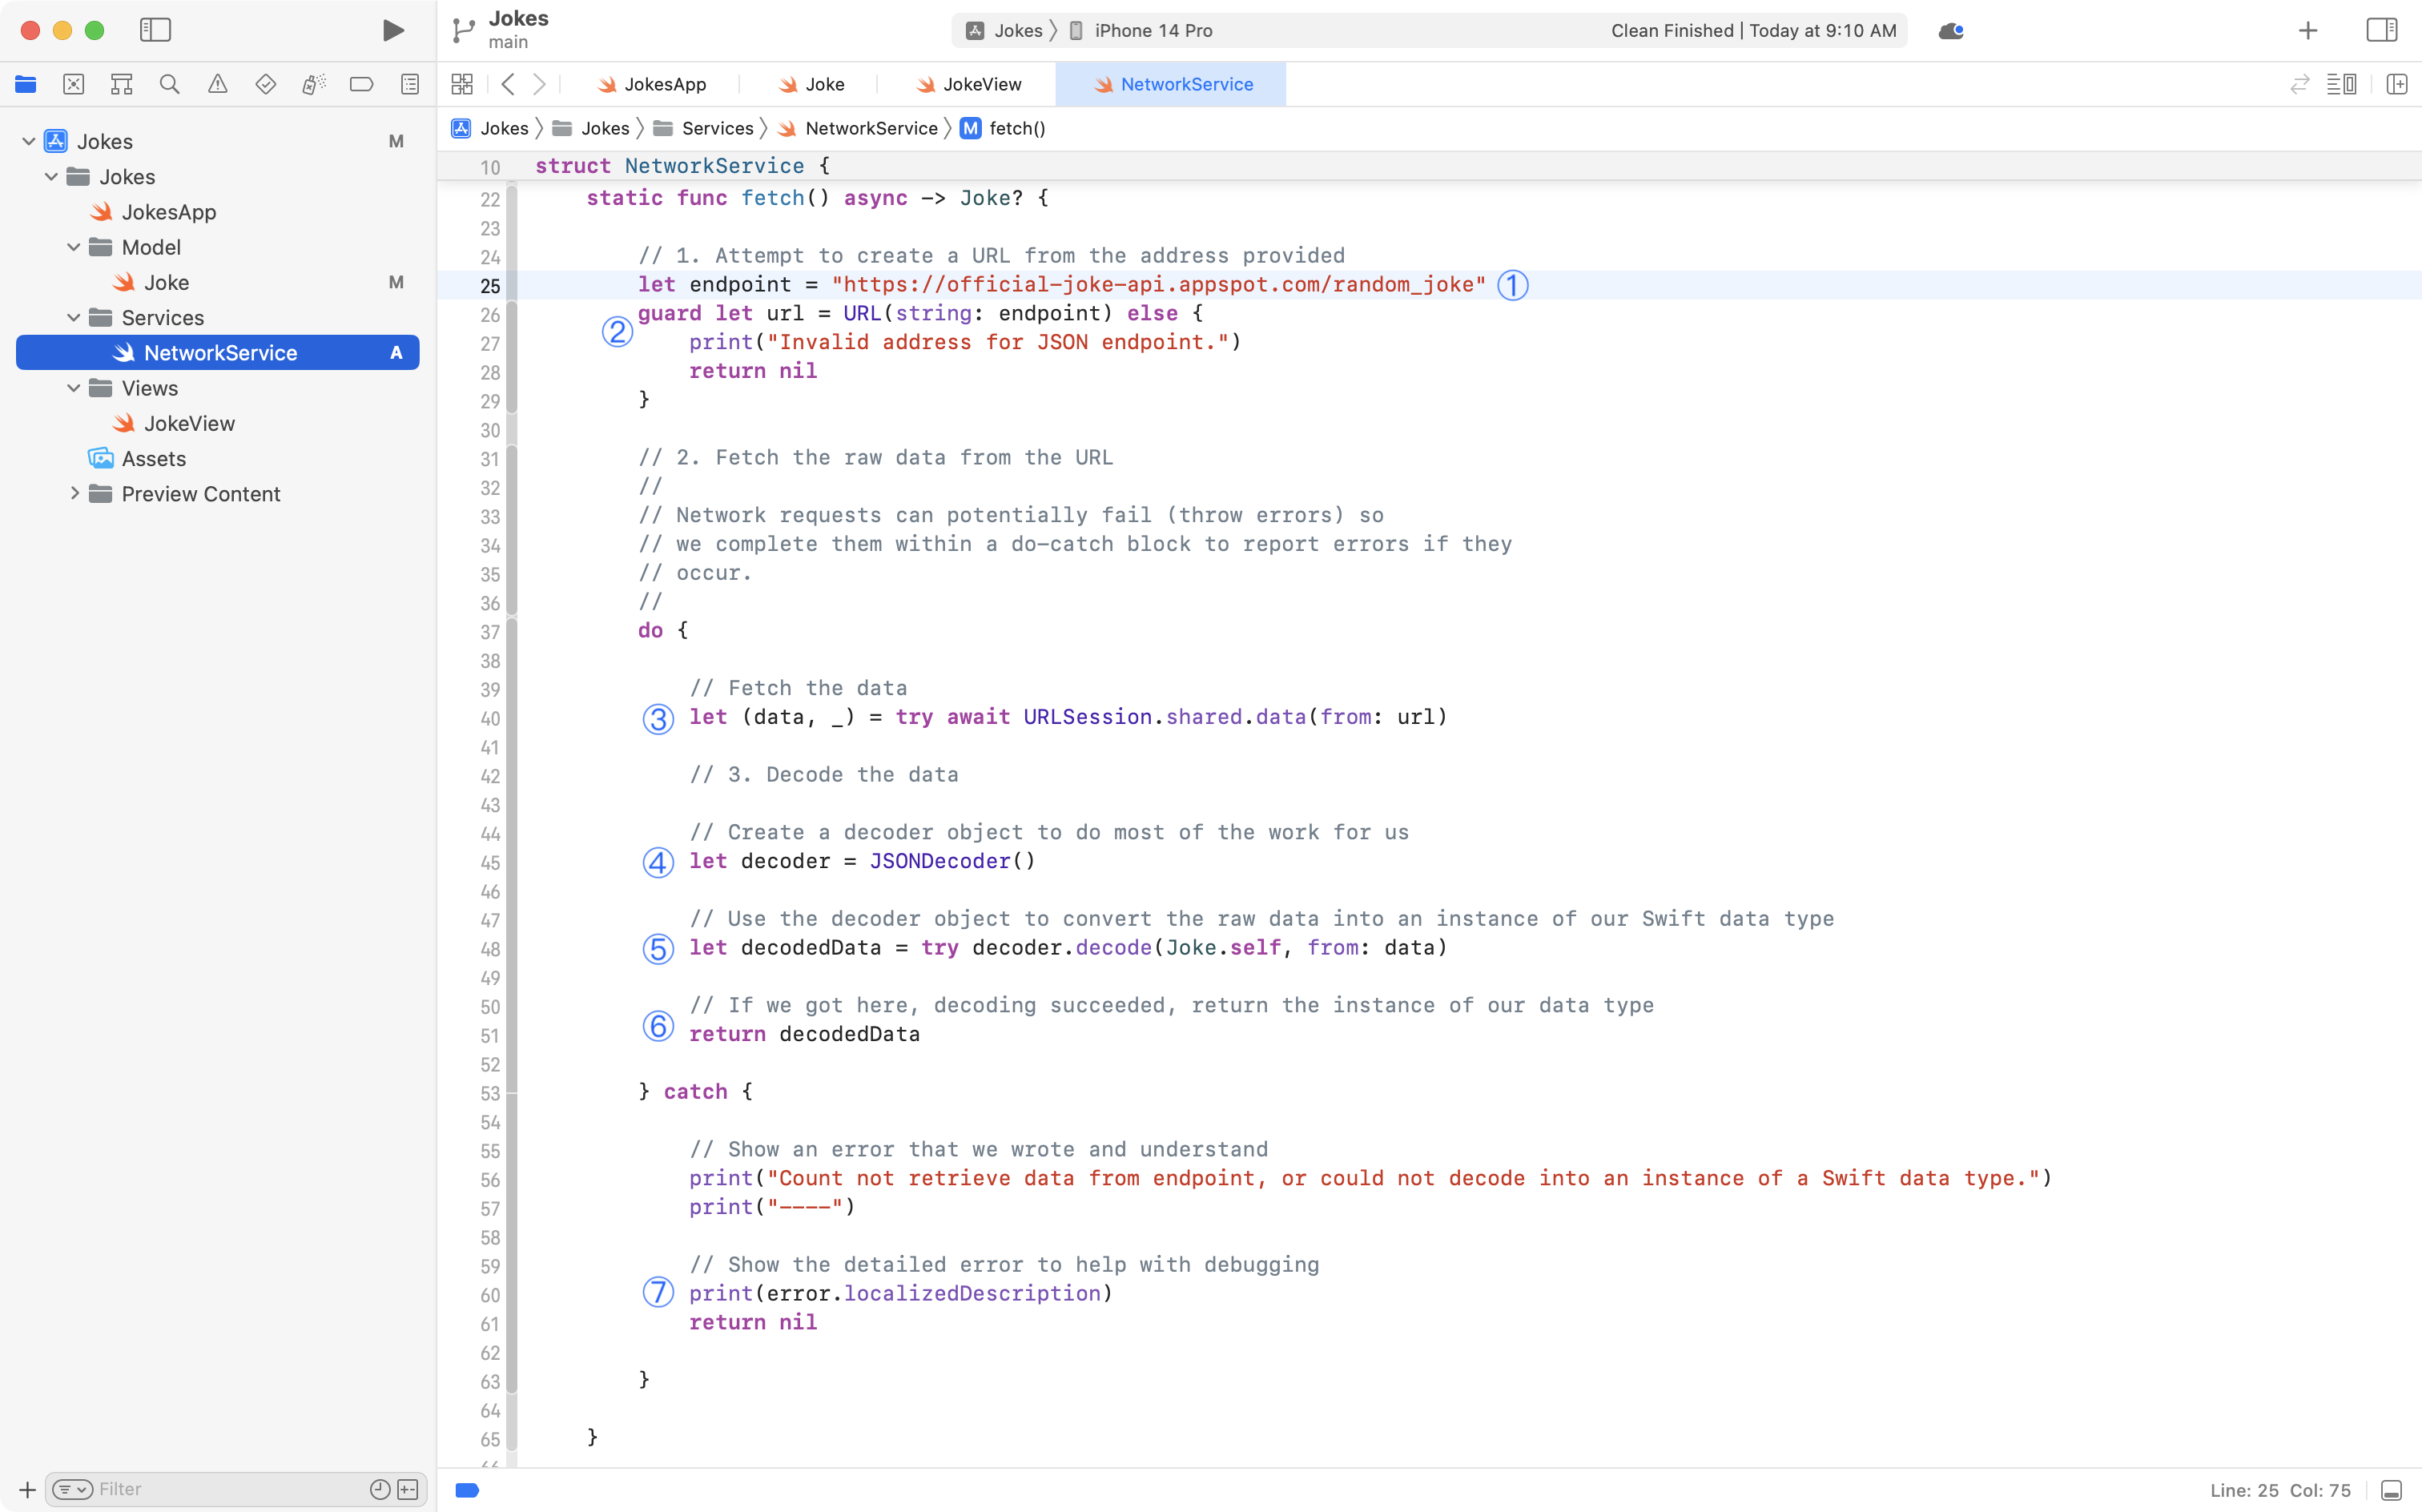 Jokes
main
Jokes
iPhone 14 Pro
Clean Finished | Today at 9:10 AM
JokesApp
Joke
JokeView
NetworkService
Jokes
Jokes
Services
NetworkService
M
fetch()
Jokes M
Jokes
JokesApp
Model
Joke M
Services
NetworkService A
Views
JokeView
Assets
Preview Content
Filter
10 struct NetworkService {
22 static func fetch() async -> Joke? {
23
24 // 1. Attempt to create a URL from the address provided
25 let endpoint = "https://official-joke-api.appspot.com/random_joke" ①
26 guard let url = URL(string: endpoint) else {
②
27 print("Invalid address for JSON endpoint.")
28 return nil
29 }
30
31 // 2. Fetch the raw data from the URL
32 //
33 // Network requests can potentially fail (throw errors) so
34 // we complete them within a do-catch block to report errors if they
35 // occur.
36 //
37 do {
38
39 // Fetch the data
40 ③ let (data, _) = try await URLSession.shared.data(from: url)
41
42 // 3. Decode the data
43
44 // Create a decoder object to do most of the work for us
45 ④ let decoder = JSONDecoder()
46
47 // Use the decoder object to convert the raw data into an instance of our Swift data type
48 ⑤ let decodedData = try decoder.decode(Joke.self, from: data)
49
50 // If we got here, decoding succeeded, return the instance of our data type
51 ⑥ return decodedData
52
53 } catch {
54
55 // Show an error that we wrote and understand
56 print("Count not retrieve data from endpoint, or could not decode into an instance of a Swift data type.")
57 print("----")
58
59 // Show the detailed error to help with debugging
60 ⑦ print(error.localizedDescription)
61 return nil
62
63 }
64
65 }
Line: 25 Col: 75